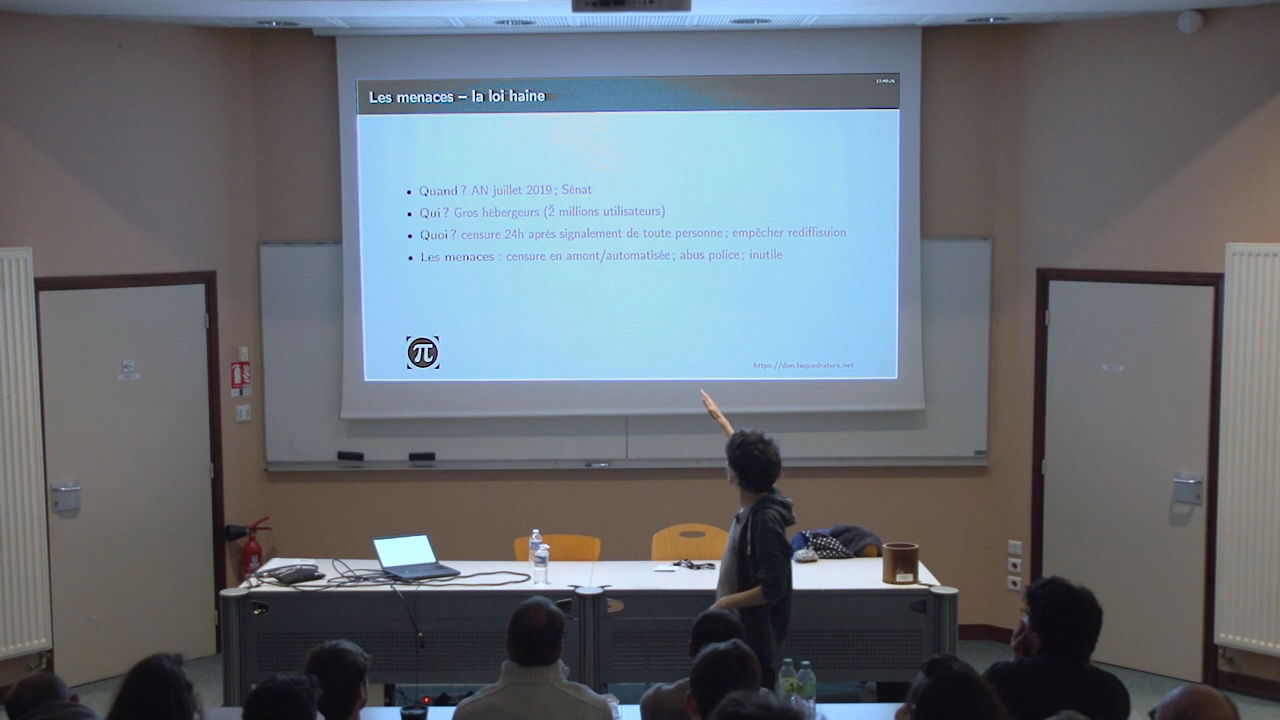 Les menaces – la loi haine
Quand ? AN juillet 2019 ; Sénat
Qui ? Gros hébergeurs (2 millions utilisateurs)
Quoi ? censure 24h après signalement de toute personne ; empêcher rediffisuion
Les menaces : censure en amont/automatisée ; abus police ; inutile
π
https://don.laquadrature.net